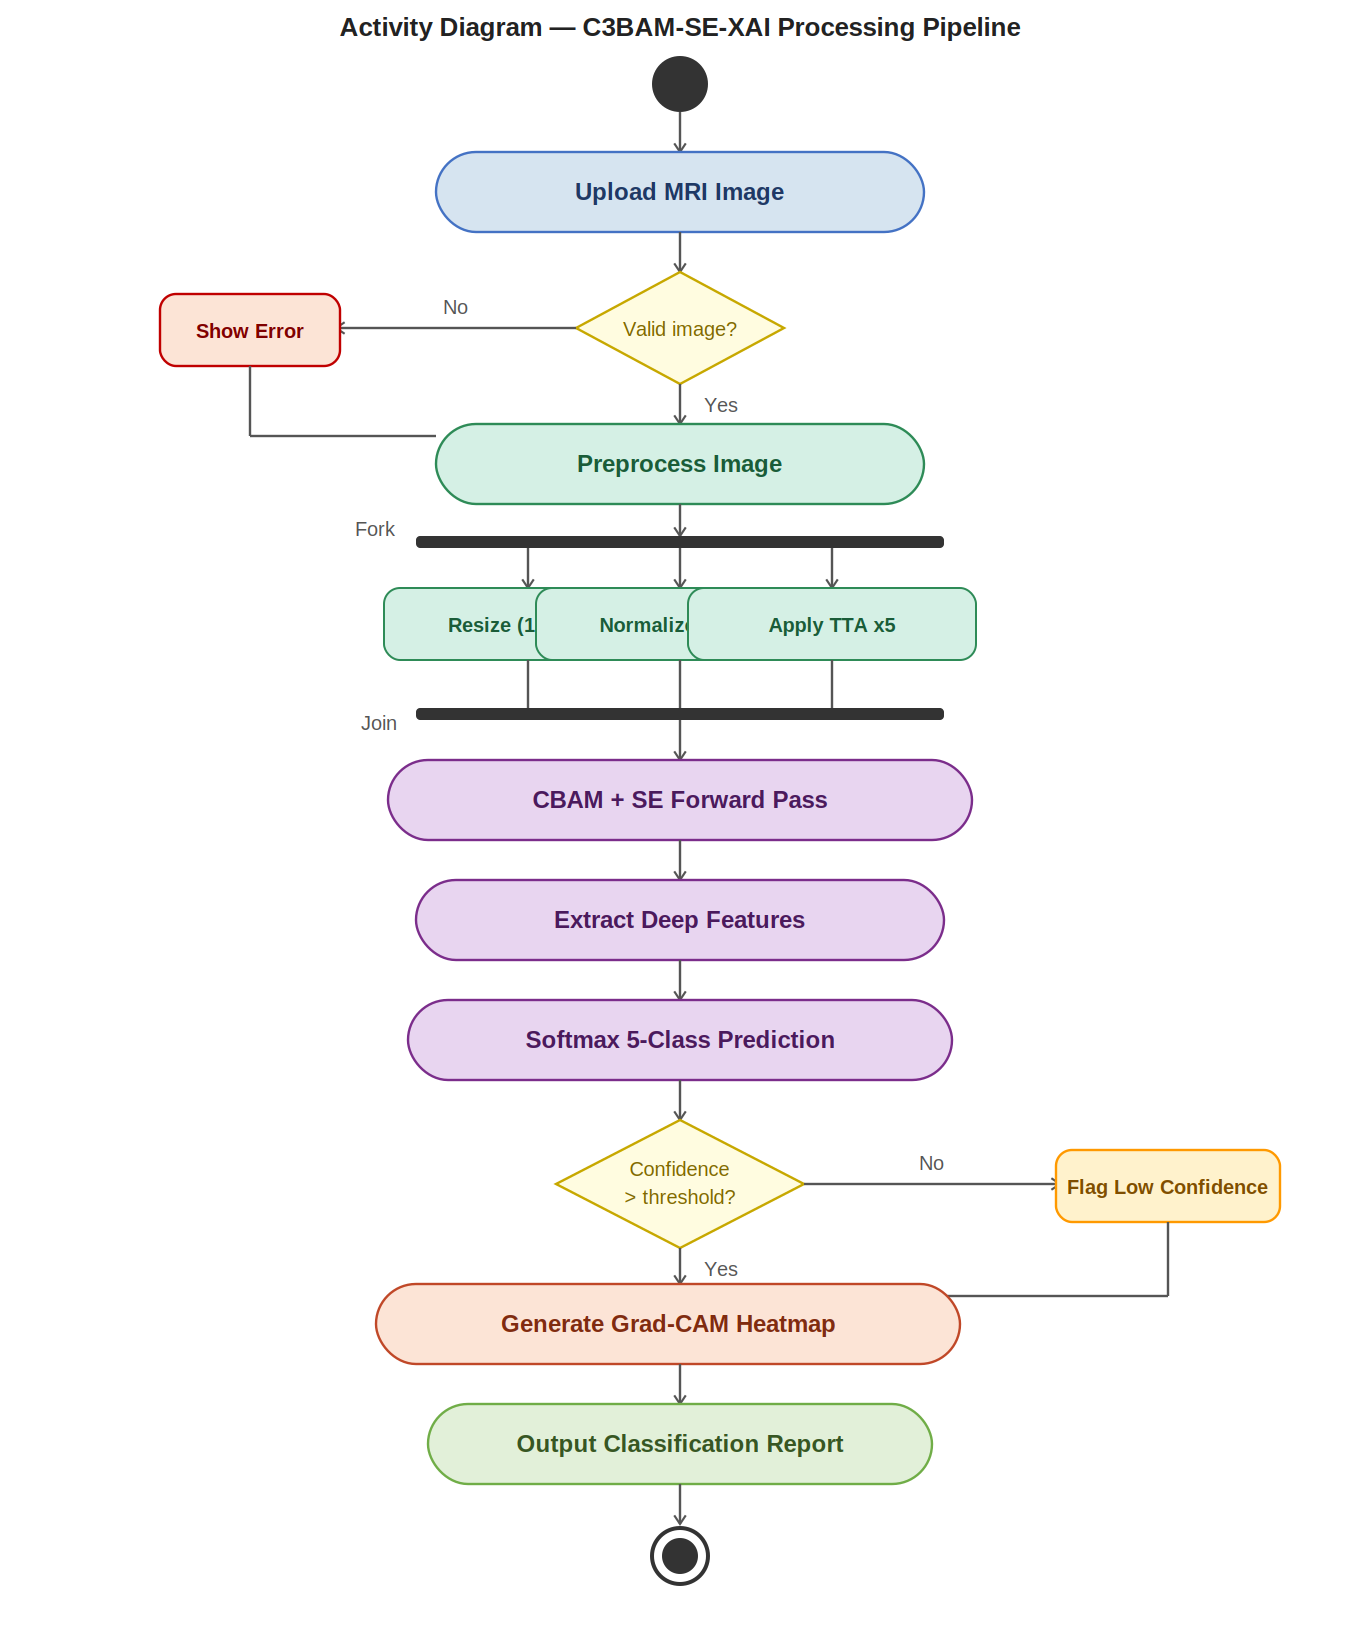 Activity Diagram — C3BAM-SE-XAI Processing Pipeline
Upload MRI Image
No
Valid image?
Show Error
Yes
Preprocess Image
Fork
Resize (1
Normalize
Apply TTA x5
Join
CBAM + SE Forward Pass
Extract Deep Features
Softmax 5-Class Prediction
Confidence
> threshold?
No
Flag Low Confidence
Yes
Generate Grad-CAM Heatmap
Output Classification Report